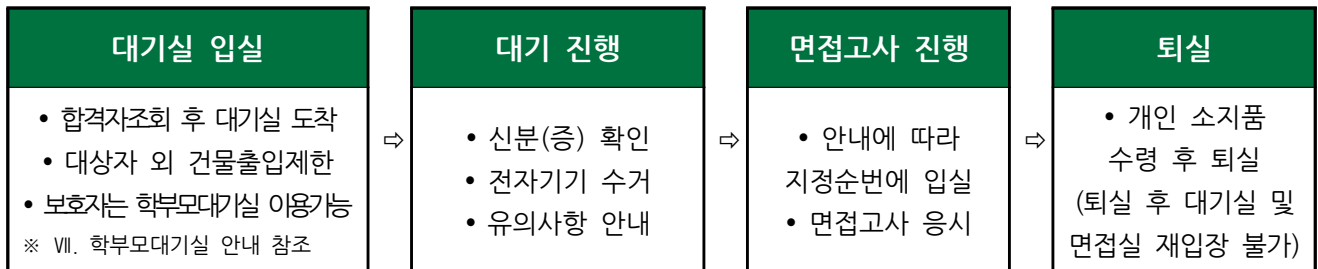 대기실 입실
• 합격자조회 후 대기실 도착
• 대상자 외 건물출입제한
• 보호자는 학부모대기실 이용가능
※ Ⅶ. 학부모대기실 안내 참조
⇨
대기 진행
• 신분(증) 확인
• 전자기기 수거
• 유의사항 안내
⇨
면접고사 진행
• 안내에 따라
지정순번에 입실
• 면접고사 응시
⇨
퇴실
• 개인 소지품
수령 후 퇴실
(퇴실 후 대기실 및
면접실 재입장 불가)